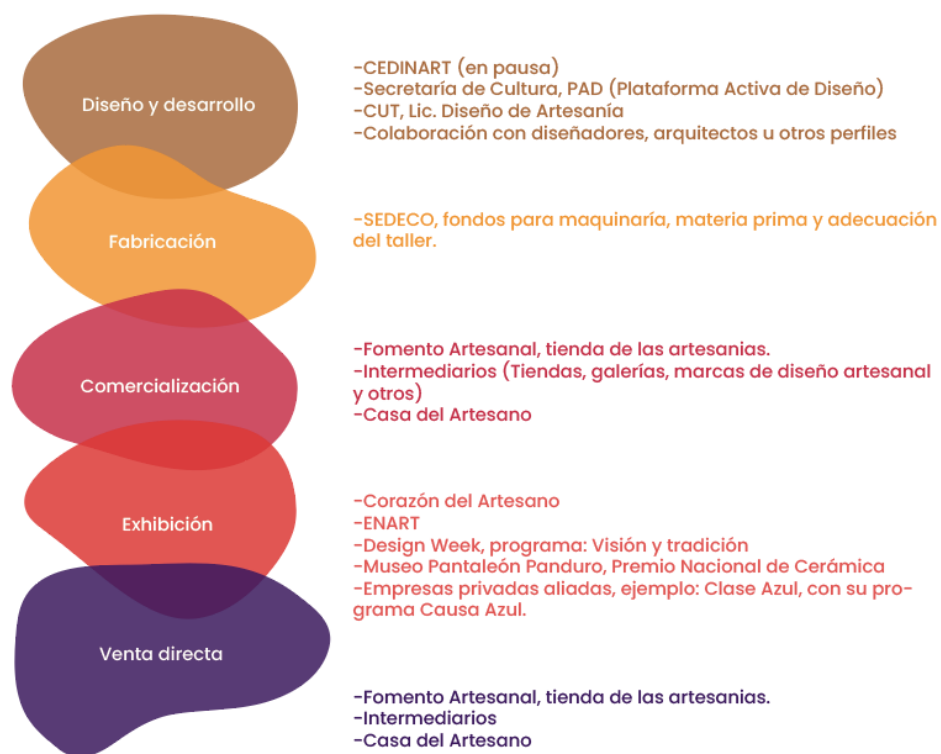 Diseño y desarrollo
-CEDINART (en pausa)
-Secretaría de Cultura, PAD (Plataforma Activa de Diseño)
-CUT, Lic. Diseño de Artesanía
-Colaboración con diseñadores, arquitectos u otros perfiles
Fabricación
-SEDECO, fondos para maquinaría, materia prima y adecuación
del taller.
Comercialización
-Fomento Artesanal, tienda de las artesanias.
-Intermediarios (Tiendas, galerías, marcas de diseño artesanal
y otros)
-Casa del Artesano
Exhibición
-Corazón del Artesano
-ENART
-Design Week, programa: Visión y tradición
-Museo Pantaleón Panduro, Premio Nacional de Cerámica
-Empresas privadas aliadas, ejemplo: Clase Azul, con su pro-
grama Causa Azul.
Venta directa
-Fomento Artesanal, tienda de las artesanias.
-Intermediarios
-Casa del Artesano